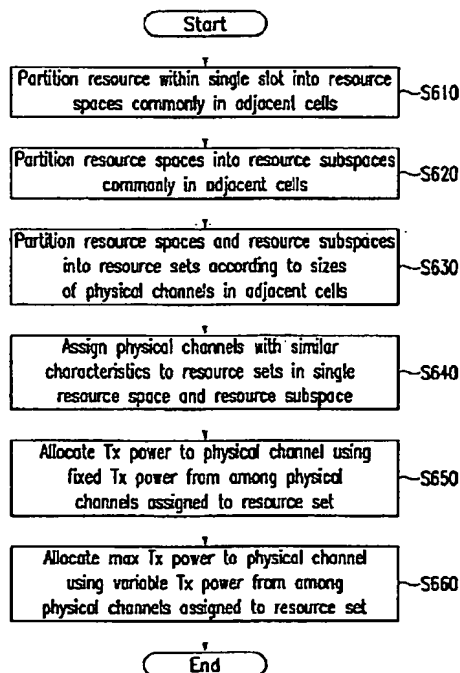 Start
Partition resource within single slot into resource
spaces commonly in adjacent cells
S610
Partition resource spaces into resource subspaces
commonly in adjacent cells
S620
Partition resource spaces and resource subspaces
into resource sets according to sizes
of physical channels in adjacent cells
S630
Assign physical channels with similar
characteristics to resource sets in single
resource space and resource subspace
S640
Allocate Tx power to physical channel using
fixed Tx power from among physical
channels assigned to resource set
S650
Allocate max Tx power to physical channel
using variable Tx power from among
physical channels assigned to resource set
S660
End